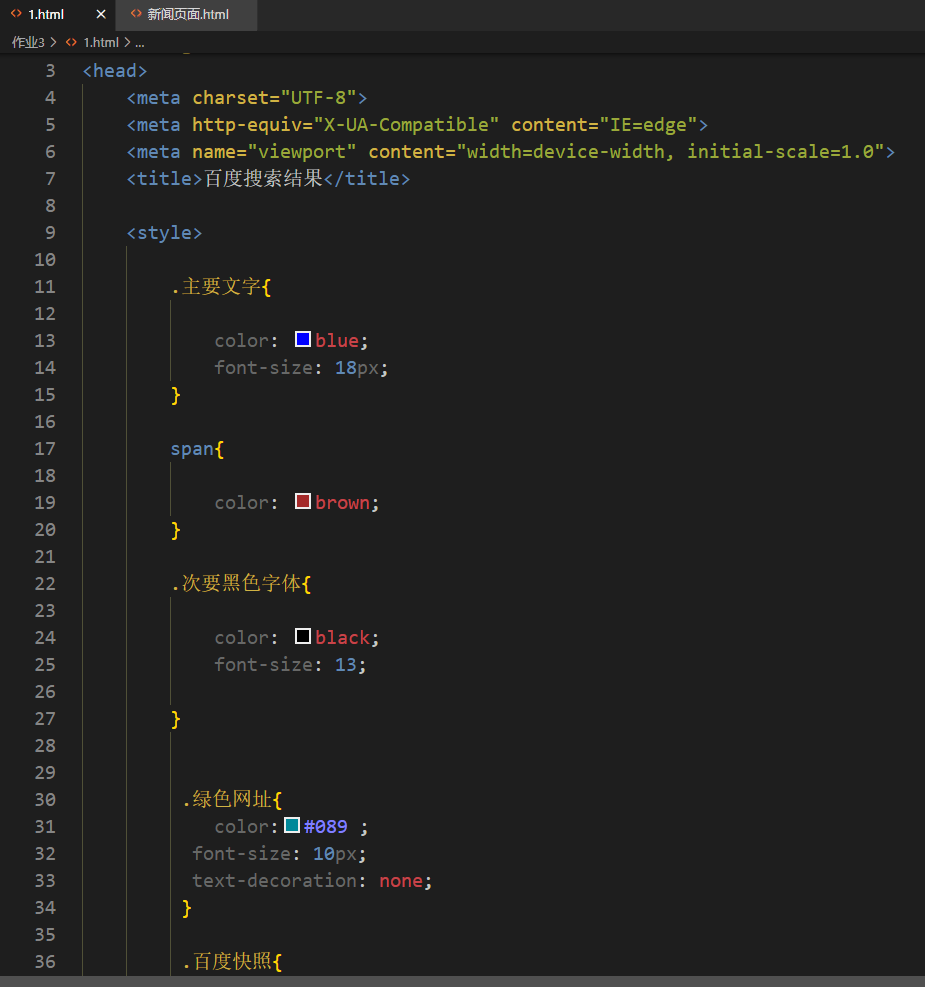 1.html × 新闻页面.html
作业3 > 1.html > ...
3 <head>
4 <meta charset="UTF-8">
5 <meta http-equiv="X-UA-Compatible" content="IE=edge">
6 <meta name="viewport" content="width=device-width, initial-scale=1.0">
7 <title>百度搜索结果</title>
8
9 <style>
10
11 .主要文字{
12
13 color: blue;
14 font-size: 18px;
15 }
16
17 span{
18
19 color: brown;
20 }
21
22 .次要黑色字体{
23
24 color: black;
25 font-size: 13;
26
27 }
28
29
30 .绿色网址{
31 color:#089 ;
32 font-size: 10px;
33 text-decoration: none;
34 }
35
36 .百度快照{